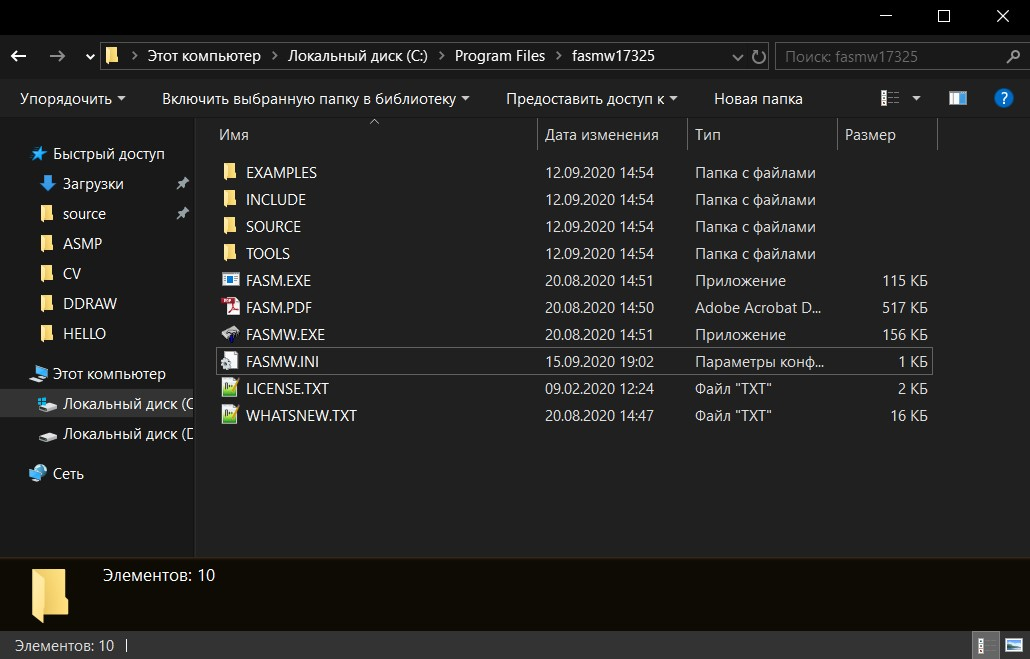 Этот компьютер Локальный диск (C:) Program Files fasmw17325 Поиск: fasmw17325
Упорядочить Включить выбранную папку в библиотеку Предоставить доступ к Новая папка
Быстрый доступ
Загрузки
source
ASMP
CV
DDRAW
HELLO
Этот компьютер
Локальный диск (C
Локальный диск (D
Сеть
Имя Дата изменения Тип Размер
EXAMPLES 12.09.2020 14:54 Папка с файлами
INCLUDE 12.09.2020 14:54 Папка с файлами
SOURCE 12.09.2020 14:54 Папка с файлами
TOOLS 12.09.2020 14:54 Папка с файлами
FASM.EXE 20.08.2020 14:51 Приложение 115 КБ
FASM.PDF 20.08.2020 14:50 Adobe Acrobat D... 517 КБ
FASMW.EXE 20.08.2020 14:51 Приложение 156 КБ
FASMW.INI 15.09.2020 19:02 Параметры конф... 1 КБ
LICENSE.TXT 09.02.2020 12:24 Файл "TXT" 2 КБ
WHATSNEW.TXT 20.08.2020 14:47 Файл "TXT" 16 КБ
Элементов: 10
Элементов: 10